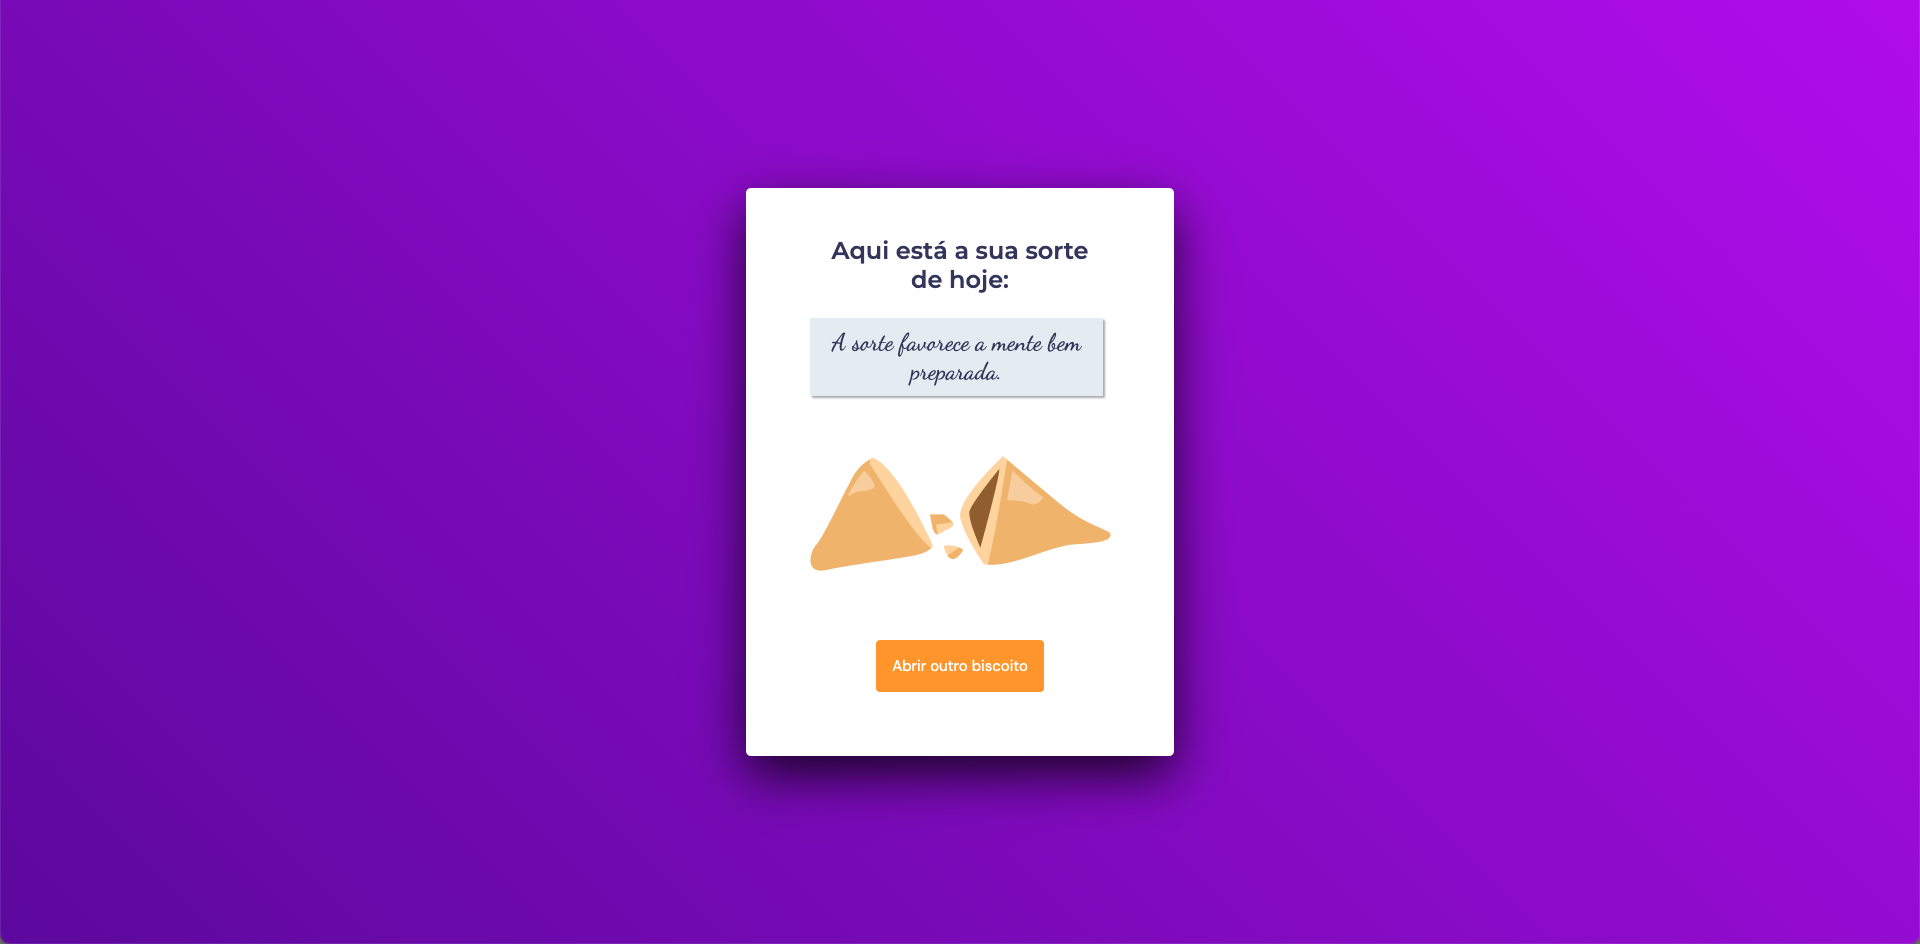 Aqui está a sua sorte
de hoje:
A sorte favorece a mente bem
preparada.
Abrir outro biscoito